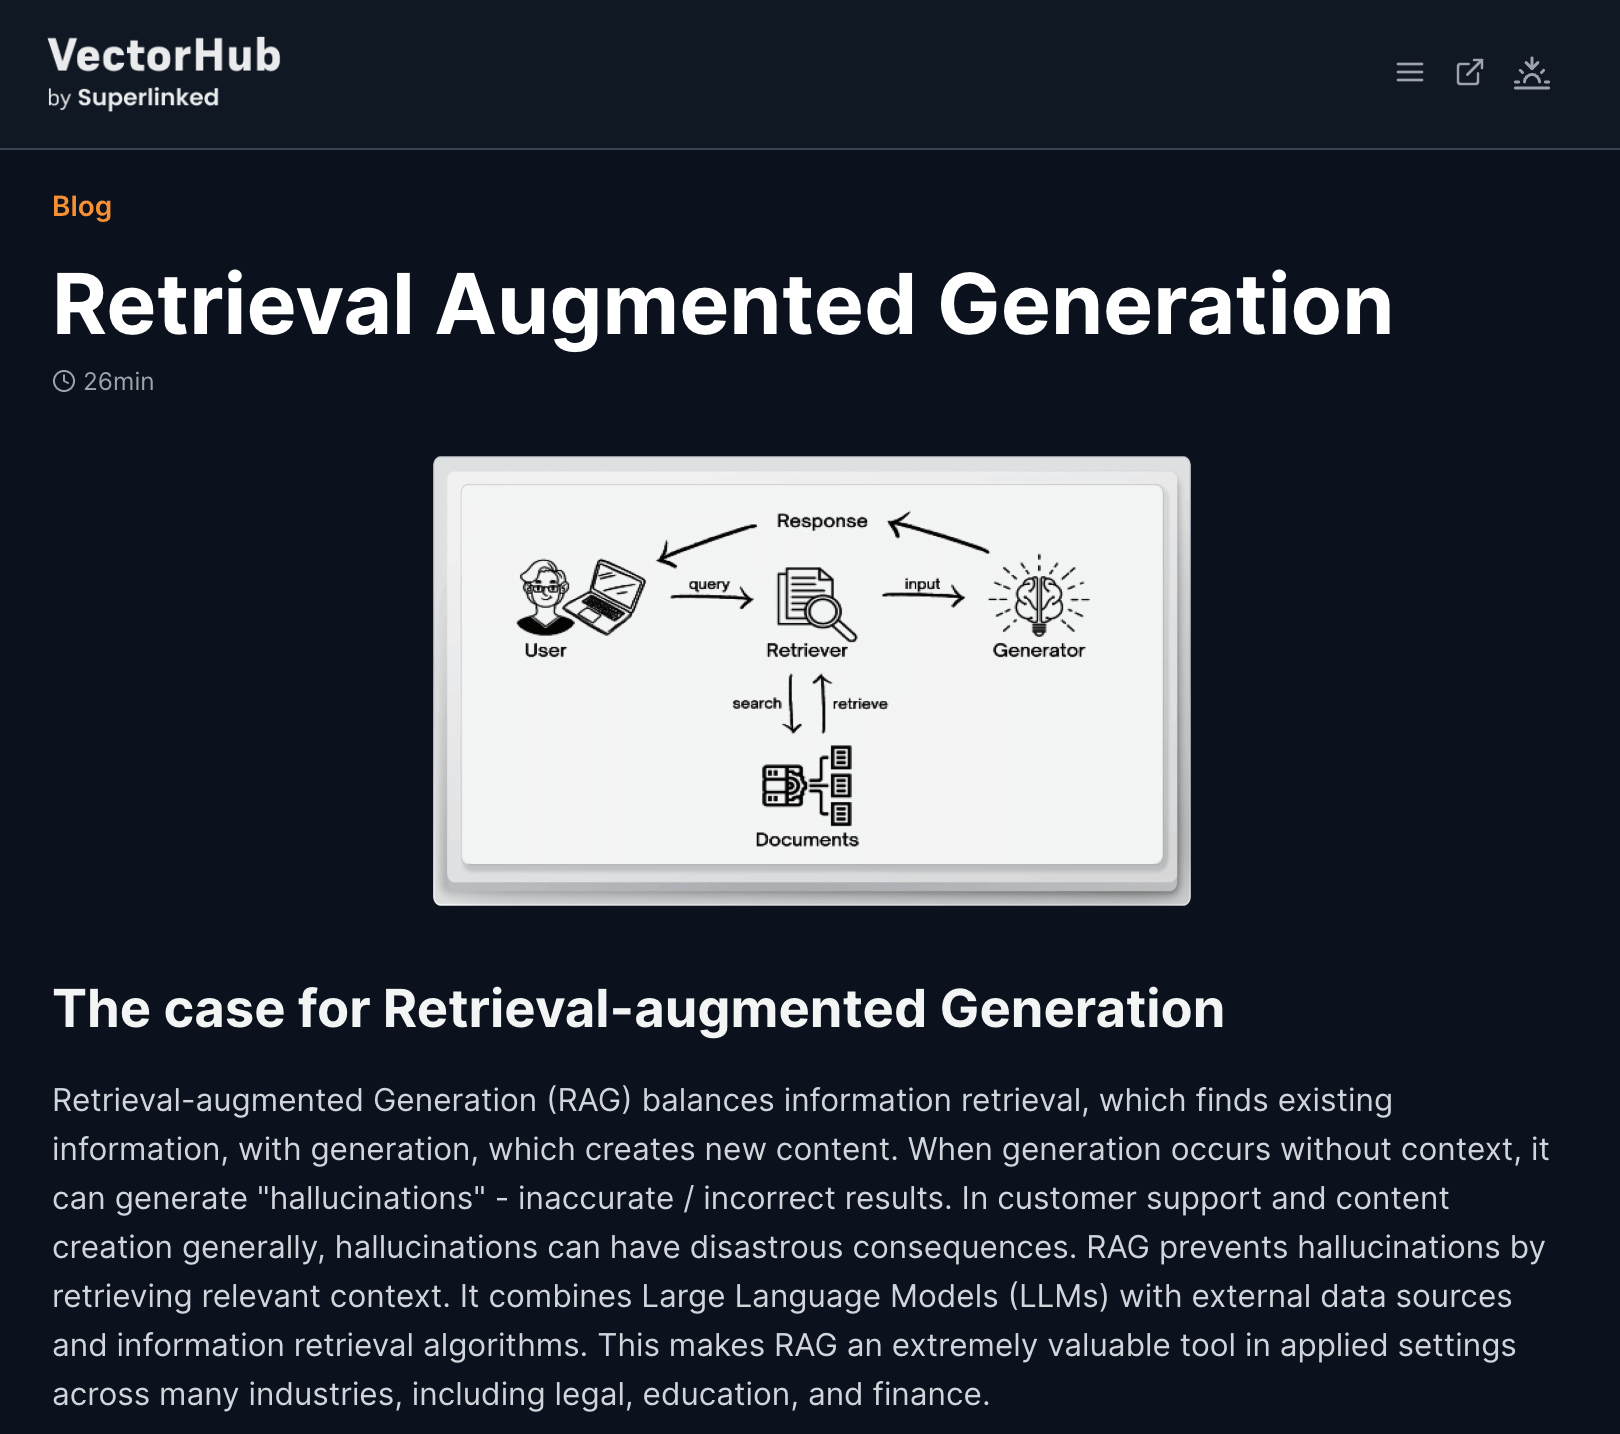 VectorHub
by Superlinked
Blog
Retrieval Augmented Generation
26min
Response
query
input
User
Retriever
Generator
search
retrieve
Documents
The case for Retrieval-augmented Generation
Retrieval-augmented Generation (RAG) balances information retrieval, which finds existing
information, with generation, which creates new content. When generation occurs without context, it
can generate "hallucinations" - inaccurate / incorrect results. In customer support and content
creation generally, hallucinations can have disastrous consequences. RAG prevents hallucinations by
retrieving relevant context. It combines Large Language Models (LLMs) with external data sources
and information retrieval algorithms. This makes RAG an extremely valuable tool in applied settings
across many industries, including legal, education, and finance.